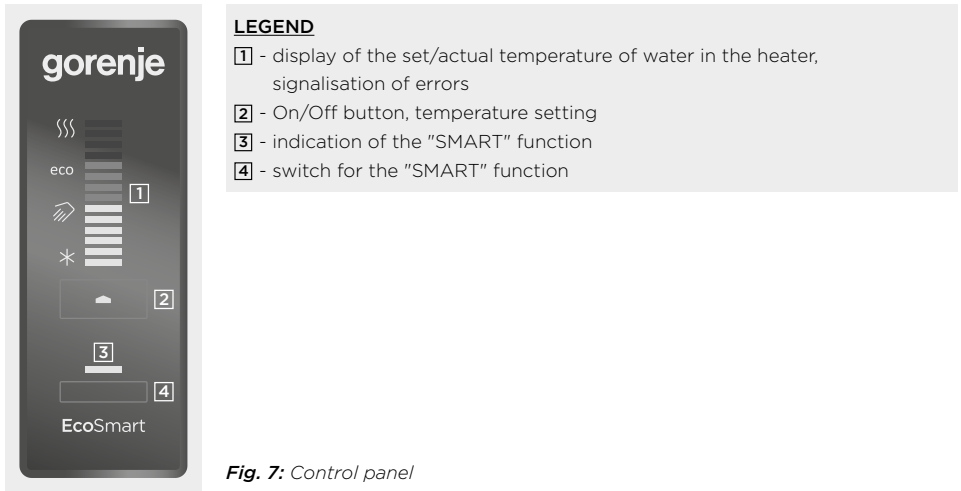 gorenje
eco
1
2
3
4
EcoSmart
LEGEND
1 - display of the set/actual temperature of water in the heater,
signalisation of errors
2 - On/Off button, temperature setting
3 - indication of the "SMART" function
4 - switch for the "SMART" function
Fig. 7: Control panel